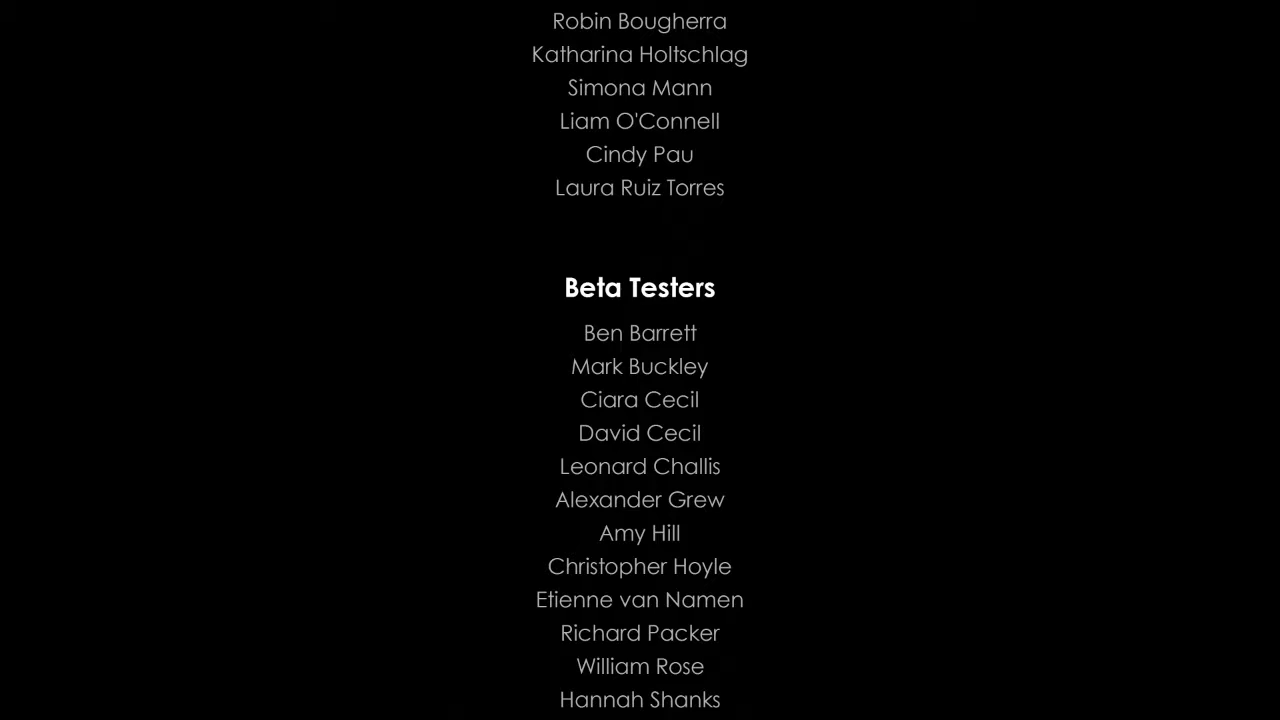 Robin Bougherra
Katharina Holtschlag
Simona Mann
Liam O'Connell
Cindy Pau
Laura Ruiz Torres
Beta Testers
Ben Barrett
Mark Buckley
Ciara Cecil
David Cecil
Leonard Challis
Alexander Grew
Amy Hill
Christopher Hoyle
Etienne van Namen
Richard Packer
William Rose
Hannah Shanks